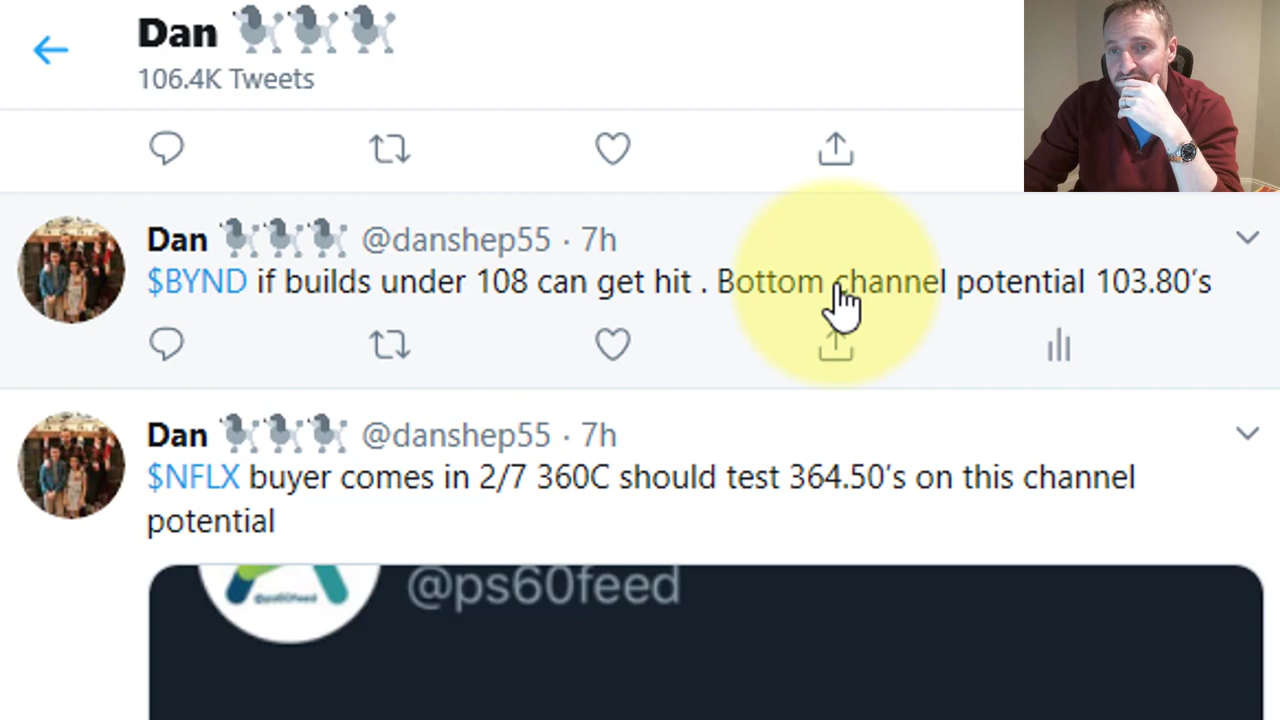 Dan 🐩🐩🐩
106.4K Tweets
Dan 🐩🐩🐩 @danshep55 · 7h
$BYND if builds under 108 can get hit . Bottom channel potential 103.80's
Dan 🐩🐩🐩 @danshep55 · 7h
$NFLX buyer comes in 2/7 360C should test 364.50's on this channel
potential
@ps60feed
@ps60feed